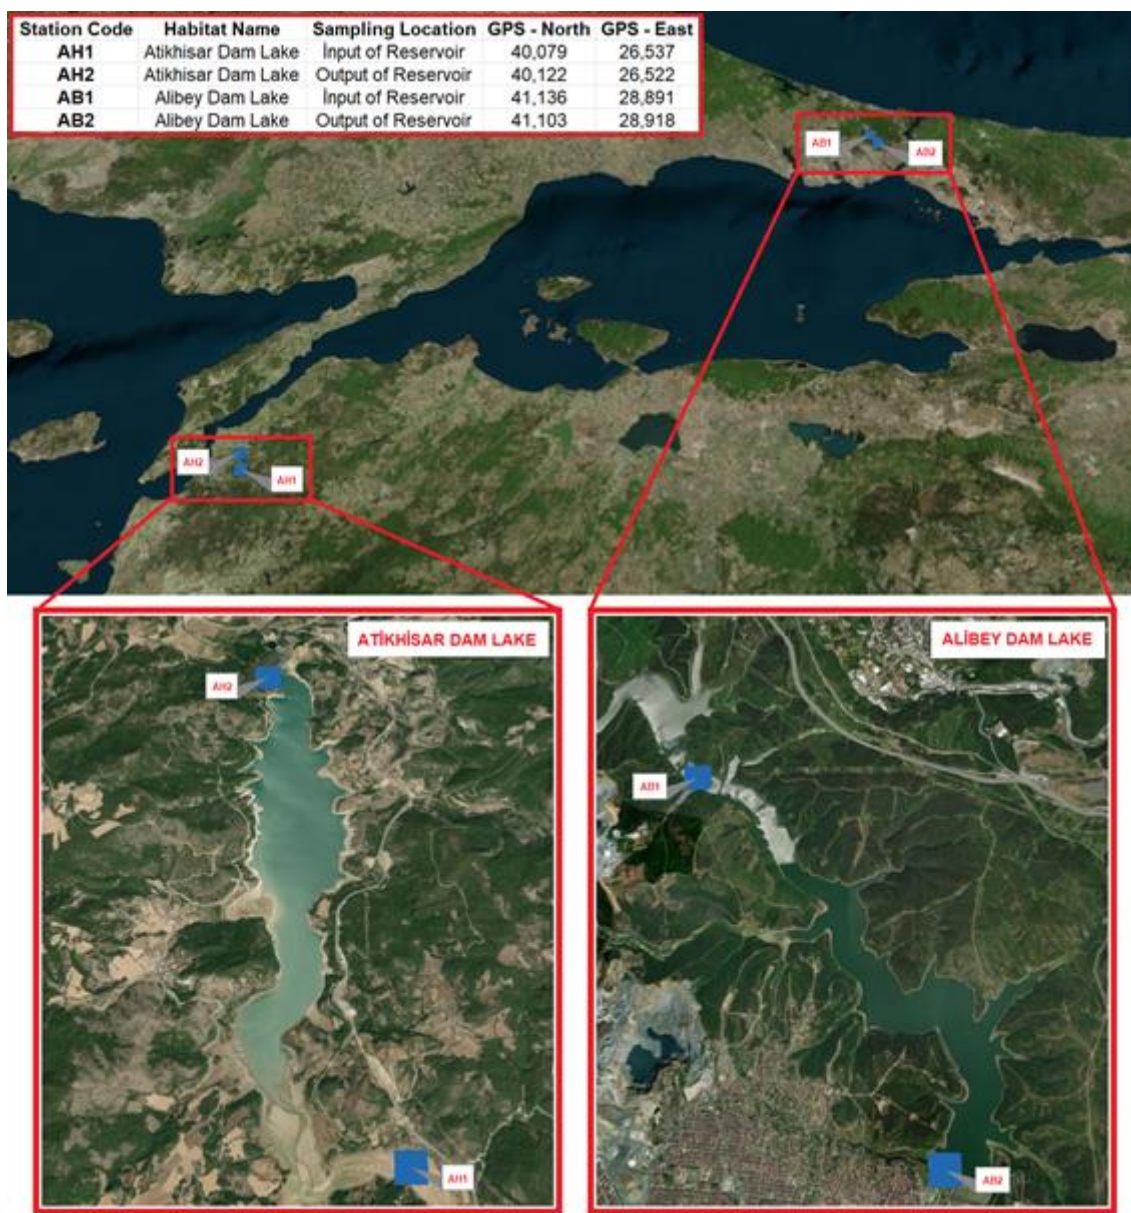 Station Code Habitat Name Sampling Location GPS - North GPS - East
AH1 Atikhisar Dam Lake İnput of Reservoir 40,079 26,537
AH2 Atikhisar Dam Lake Output of Reservoir 40,122 26,522
AB1 Alibey Dam Lake İnput of Reservoir 41,136 28,891
AB2 Alibey Dam Lake Output of Reservoir 41,103 28,918
AB1
AB2
AH2
AH1
ATİKHİSAR DAM LAKE
AH2
AH1
ALİBEY DAM LAKE
AB1
AB2